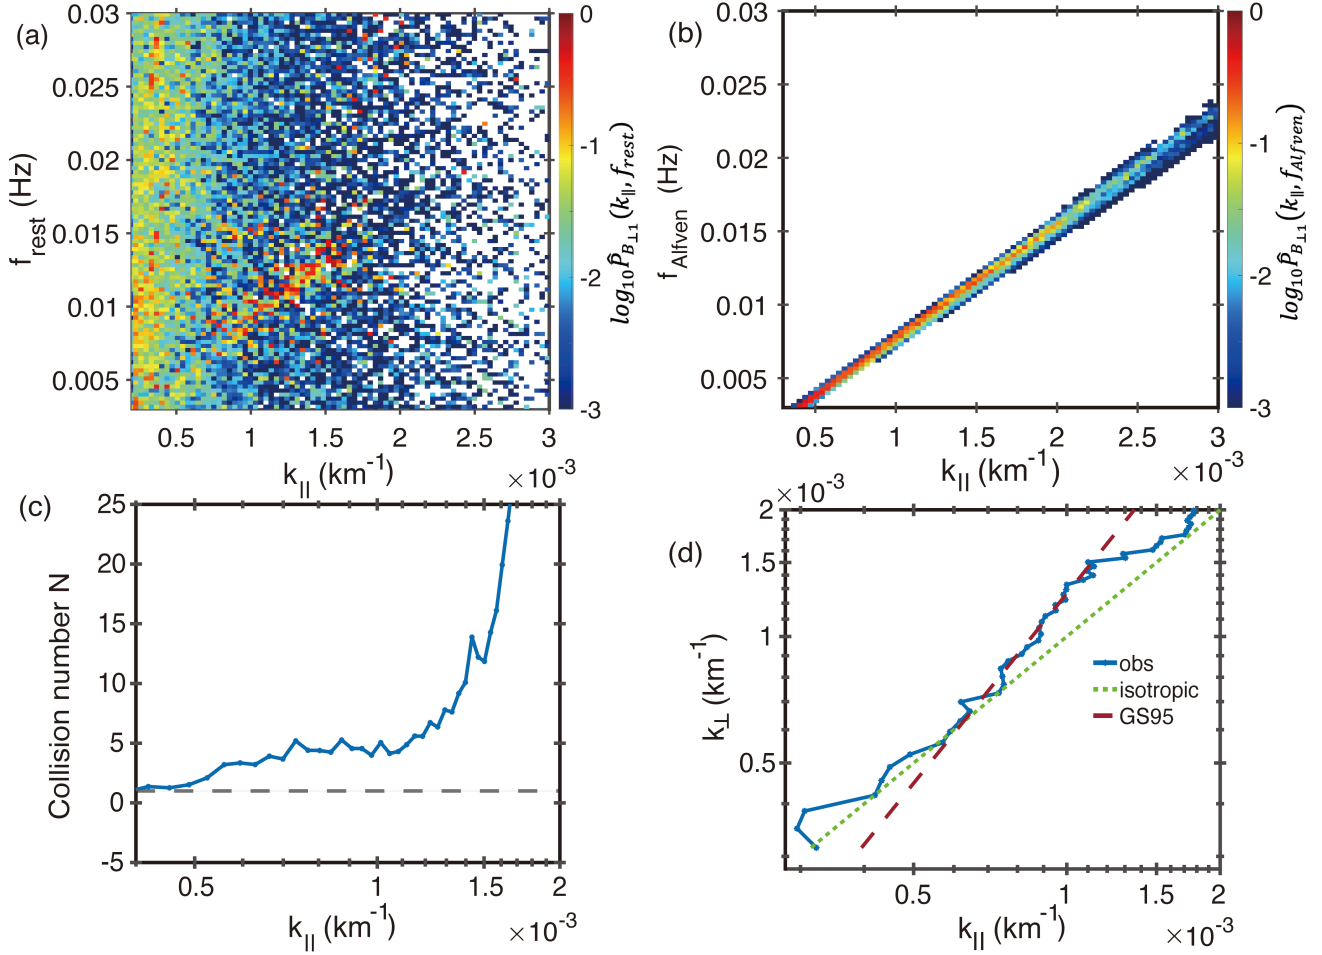 (a)
0.03
0.025
0.02
0.015
0.01
0.005
f_rest (Hz)
0.5 1 1.5 2 2.5 3
k_|| (km^-1)
×10^-3
0
-1
-2
-3
log_10 P̂_{B_⊥1} (k_∥, f_rest)
(b)
0.03
0.025
0.02
0.015
0.01
0.005
f_Alfven (Hz)
0.5 1 1.5 2 2.5 3
k_|| (km^-1)
×10^-3
0
-1
-2
-3
log_10 P̂_{B_⊥1} (k_∥, f_Alfven)
(c)
25
20
15
10
5
0
-5
Collision number N
0.5 1 1.5 2
k_|| (km^-1)
×10^-3
(d)
×10^-3
2
1.5
1
0.5
k_⊥ (km^-1)
obs
isotropic
GS95
0.5 1 1.5 2
k_|| (km^-1)
×10^-3